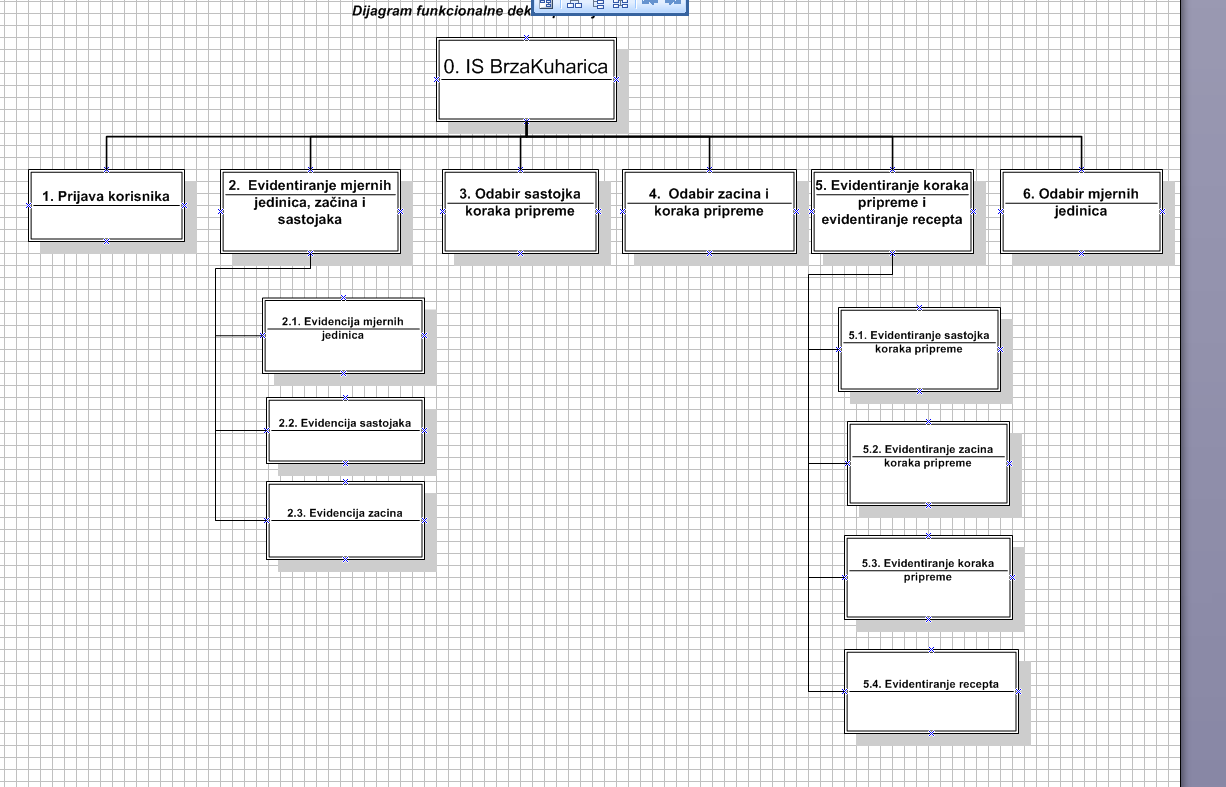 Dijagram funkcionalne
0. IS BrzaKuharica
1. Prijava korisnika
2. Evidentiranje mjernih
jedinica, začina i
sastojaka
3. Odabir sastojka
koraka pripreme
4. Odabir zacina i
koraka pripreme
5. Evidentiranje koraka
pripreme i
evidentiranje recepta
6. Odabir mjernih
jedinica
2.1. Evidencija mjernih
jedinica
2.2. Evidencija sastojaka
2.3. Evidencija zacina
5.1. Evidentiranje sastojka
koraka pripreme
5.2. Evidentiranje zacina
koraka pripreme
5.3. Evidentiranje koraka
pripreme
5.4. Evidentiranje recepta